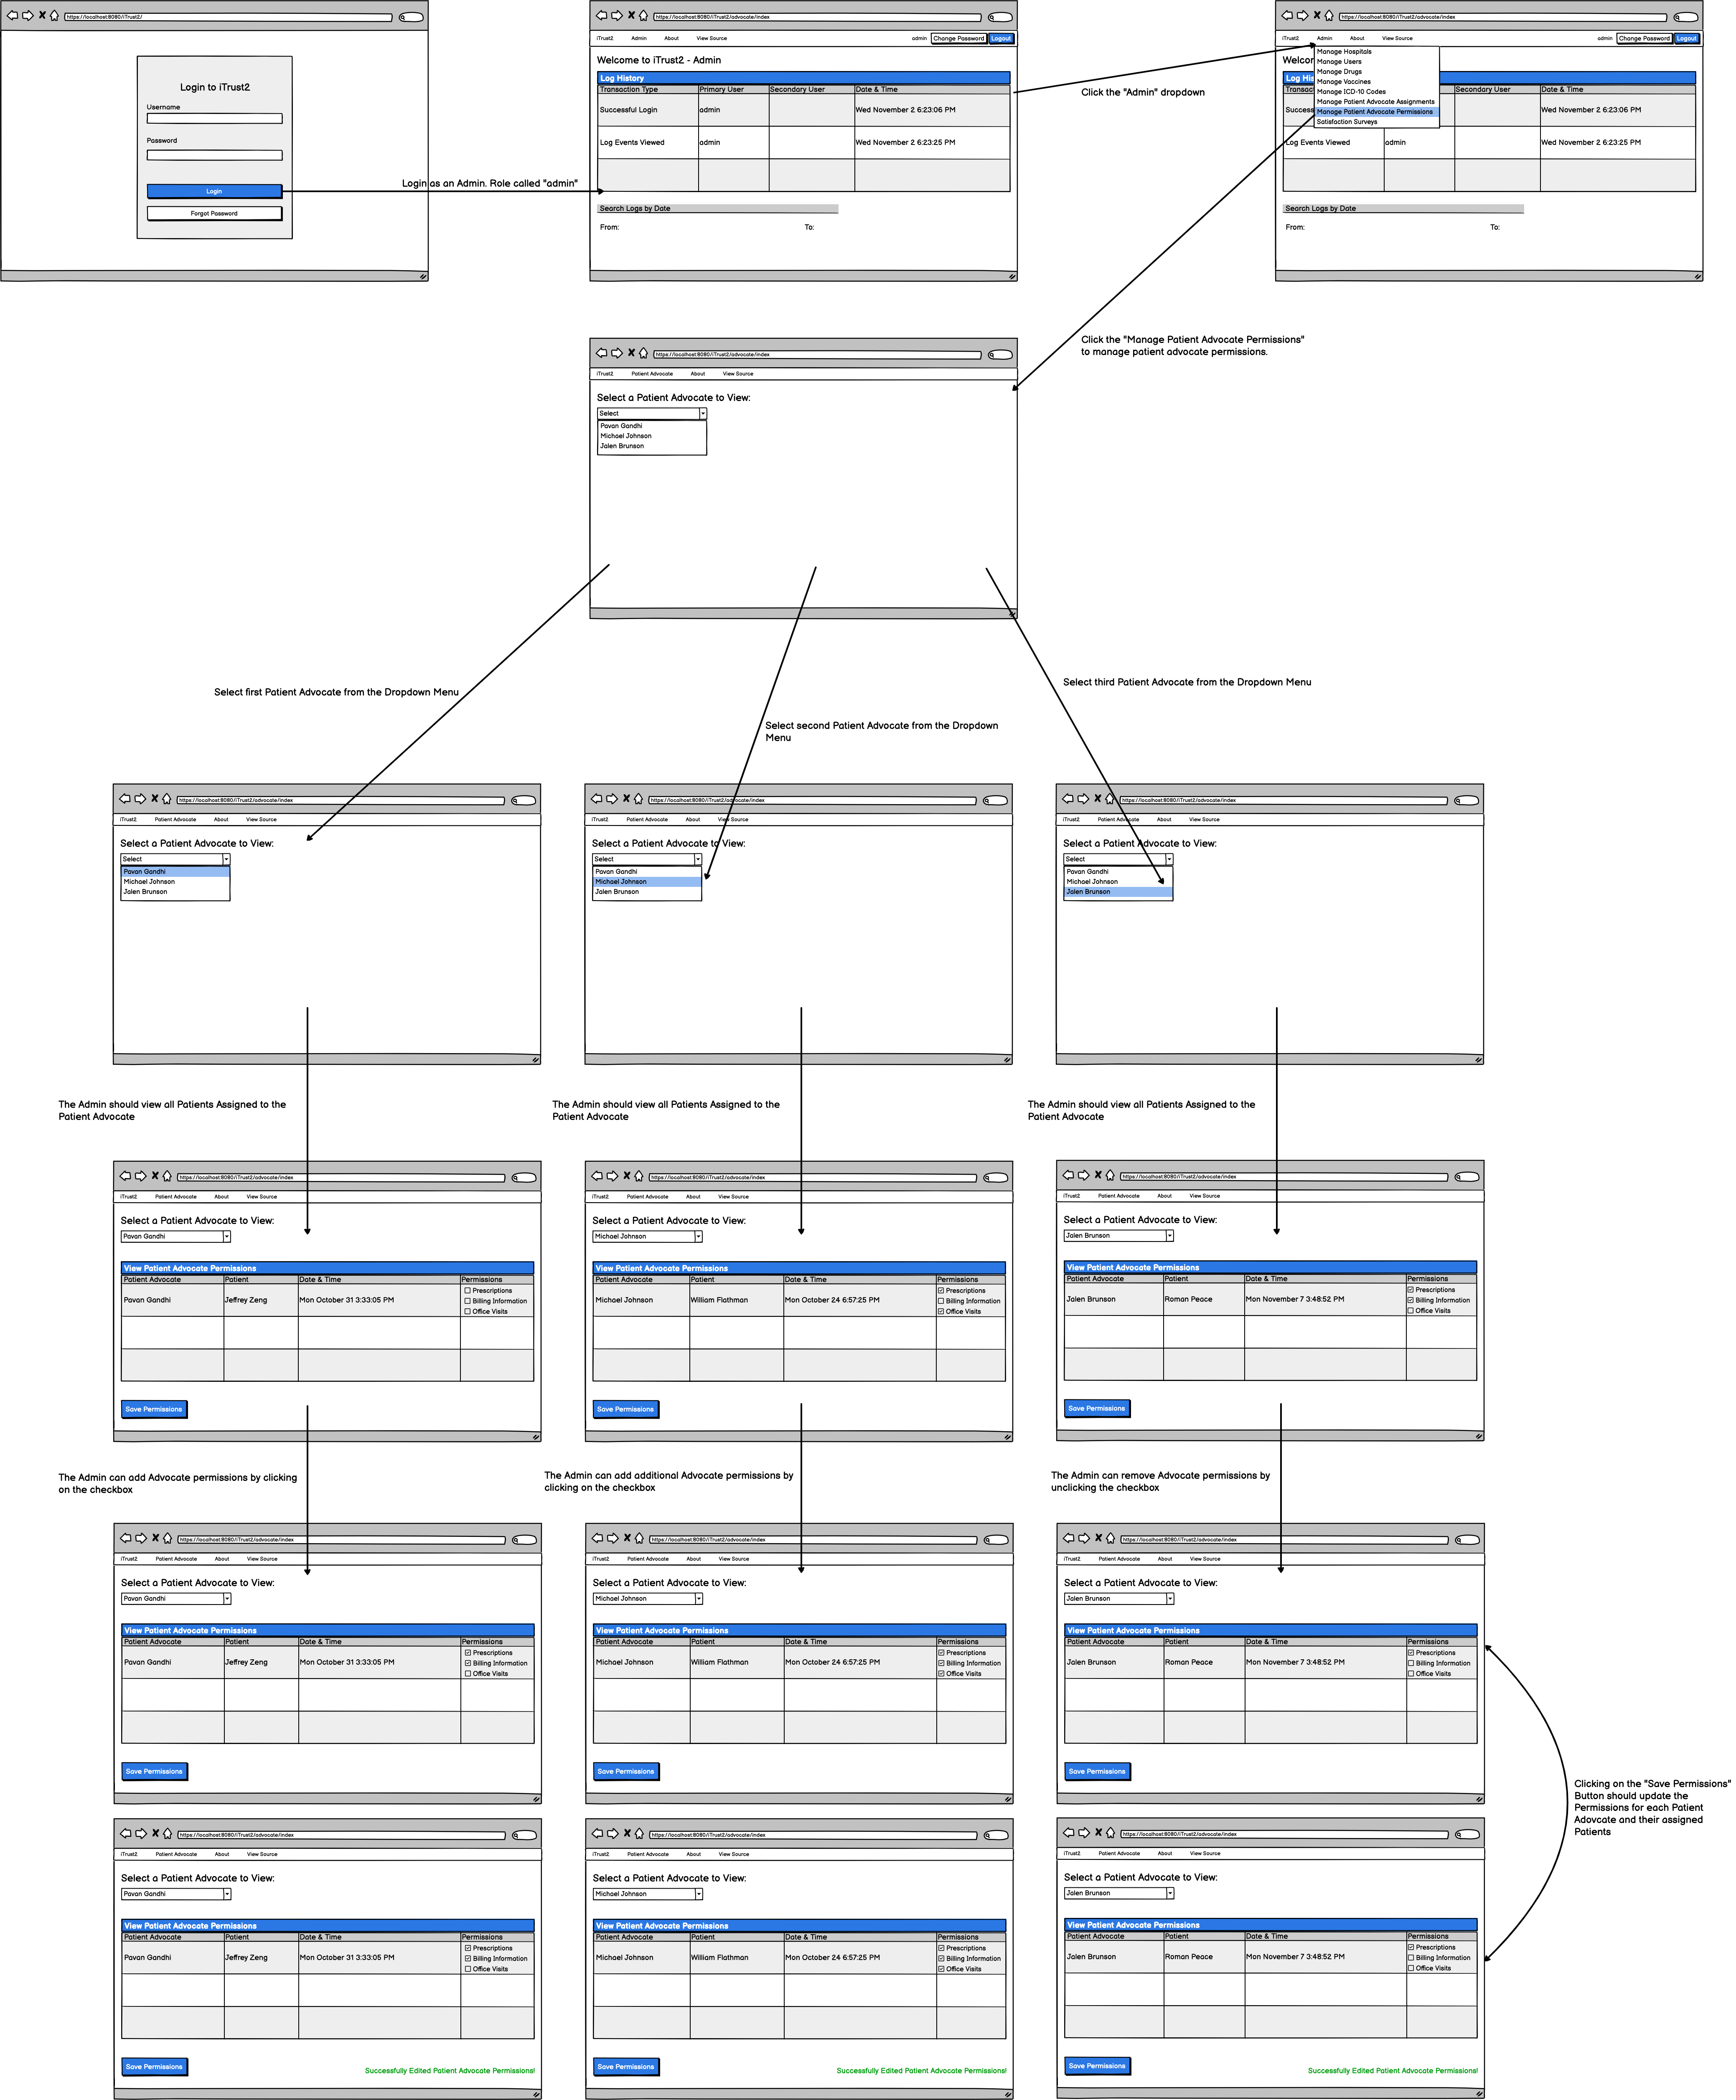 https://localhost:8080/iTrust2/
Login to iTrust2
Username
Password
Login
Forgot Password
Login as an Admin. Role called "admin"
https://localhost:8080/iTrust2/advocate/index
iTrust2 Admin About View Source admin Change Password Logout
Welcome to iTrust2 - Admin
Log History
Transaction Type Primary User Secondary User Date & Time
Successful Login admin Wed November 2 6:23:06 PM
Log Events Viewed admin Wed November 2 6:23:25 PM
Search Logs by Date
From: To:
Click the "Admin" dropdown
https://localhost:8080/iTrust2/advocate/index
iTrust2 Admin About View Source admin Change Password Logout
Manage Hospitals
Welcor Manage Users
Log His Manage Drugs
Manage Vaccines
Transac Manage ICD-10 Codes Secondary User Date & Time
Manage Patient Advocate Assignments
Success Manage Patient Advocate Permissions Wed November 2 6:23:06 PM
Satisfaction Surveys
Log Events Viewed admin Wed November 2 6:23:25 PM
Search Logs by Date
From: To:
Click the "Manage Patient Advocate Permissions"
to manage patient advocate permissions.
https://localhost:8080/iTrust2/advocate/index
iTrust2 Patient Advocate About View Source
Select a Patient Advocate to View:
Select
Pavan Gandhi
Michael Johnson
Jalen Brunson
Select first Patient Advocate from the Dropdown Menu
Select second Patient Advocate from the Dropdown
Menu
Select third Patient Advocate from the Dropdown Menu
https://localhost:8080/iTrust2/advocate/index
iTrust2 Patient Advocate About View Source
Select a Patient Advocate to View:
Select
Pavan Gandhi
Michael Johnson
Jalen Brunson
https://localhost:8080/iTrust2/advocate/index
iTrust2 Patient Advocate About View Source
Select a Patient Advocate to View:
Select
Pavan Gandhi
Michael Johnson
Jalen Brunson
https://localhost:8080/iTrust2/advocate/index
iTrust2 Patient Advocate About View Source
Select a Patient Advocate to View:
Select
Pavan Gandhi
Michael Johnson
Jalen Brunson
The Admin should view all Patients Assigned to the
Patient Advocate
The Admin should view all Patients Assigned to the
Patient Advocate
The Admin should view all Patients Assigned to the
Patient Advocate
https://localhost:8080/iTrust2/advocate/index
iTrust2 Patient Advocate About View Source
Select a Patient Advocate to View:
Pavan Gandhi
View Patient Advocate Permissions
Patient Advocate Patient Date & Time Permissions
Prescriptions
Pavan Gandhi Jeffrey Zeng Mon October 31 3:33:05 PM Billing Information
Office Visits
Save Permissions
https://localhost:8080/iTrust2/advocate/index
iTrust2 Patient Advocate About View Source
Select a Patient Advocate to View:
Michael Johnson
View Patient Advocate Permissions
Patient Advocate Patient Date & Time Permissions
Prescriptions
Michael Johnson William Flathman Mon October 24 6:57:25 PM Billing Information
Office Visits
Save Permissions
https://localhost:8080/iTrust2/advocate/index
iTrust2 Patient Advocate About View Source
Select a Patient Advocate to View:
Jalen Brunson
View Patient Advocate Permissions
Patient Advocate Patient Date & Time Permissions
Prescriptions
Jalen Brunson Roman Peace Mon November 7 3:48:52 PM Billing Information
Office Visits
Save Permissions
The Admin can add Advocate permissions by clicking
on the checkbox
The Admin can add additional Advocate permissions by
clicking on the checkbox
The Admin can remove Advocate permissions by
unclicking the checkbox
https://localhost:8080/iTrust2/advocate/index
iTrust2 Patient Advocate About View Source
Select a Patient Advocate to View:
Pavan Gandhi
View Patient Advocate Permissions
Patient Advocate Patient Date & Time Permissions
Prescriptions
Pavan Gandhi Jeffrey Zeng Mon October 31 3:33:05 PM Billing Information
Office Visits
Save Permissions
https://localhost:8080/iTrust2/advocate/index
iTrust2 Patient Advocate About View Source
Select a Patient Advocate to View:
Michael Johnson
View Patient Advocate Permissions
Patient Advocate Patient Date & Time Permissions
Prescriptions
Michael Johnson William Flathman Mon October 24 6:57:25 PM Billing Information
Office Visits
Save Permissions
https://localhost:8080/iTrust2/advocate/index
iTrust2 Patient Advocate About View Source
Select a Patient Advocate to View:
Jalen Brunson
View Patient Advocate Permissions
Patient Advocate Patient Date & Time Permissions
Prescriptions
Jalen Brunson Roman Peace Mon November 7 3:48:52 PM Billing Information
Office Visits
Save Permissions
Clicking on the "Save Permissions"
Button should update the
Permissions for each Patient
Adovcate and their assigned
Patients
https://localhost:8080/iTrust2/advocate/index
iTrust2 Patient Advocate About View Source
Select a Patient Advocate to View:
Pavan Gandhi
View Patient Advocate Permissions
Patient Advocate Patient Date & Time Permissions
Prescriptions
Pavan Gandhi Jeffrey Zeng Mon October 31 3:33:05 PM Billing Information
Office Visits
Save Permissions
Successfully Edited Patient Advocate Permissions!
https://localhost:8080/iTrust2/advocate/index
iTrust2 Patient Advocate About View Source
Select a Patient Advocate to View:
Michael Johnson
View Patient Advocate Permissions
Patient Advocate Patient Date & Time Permissions
Prescriptions
Michael Johnson William Flathman Mon October 24 6:57:25 PM Billing Information
Office Visits
Save Permissions
Successfully Edited Patient Advocate Permissions!
https://localhost:8080/iTrust2/advocate/index
iTrust2 Patient Advocate About View Source
Select a Patient Advocate to View:
Jalen Brunson
View Patient Advocate Permissions
Patient Advocate Patient Date & Time Permissions
Prescriptions
Jalen Brunson Roman Peace Mon November 7 3:48:52 PM Billing Information
Office Visits
Save Permissions
Successfully Edited Patient Advocate Permissions!